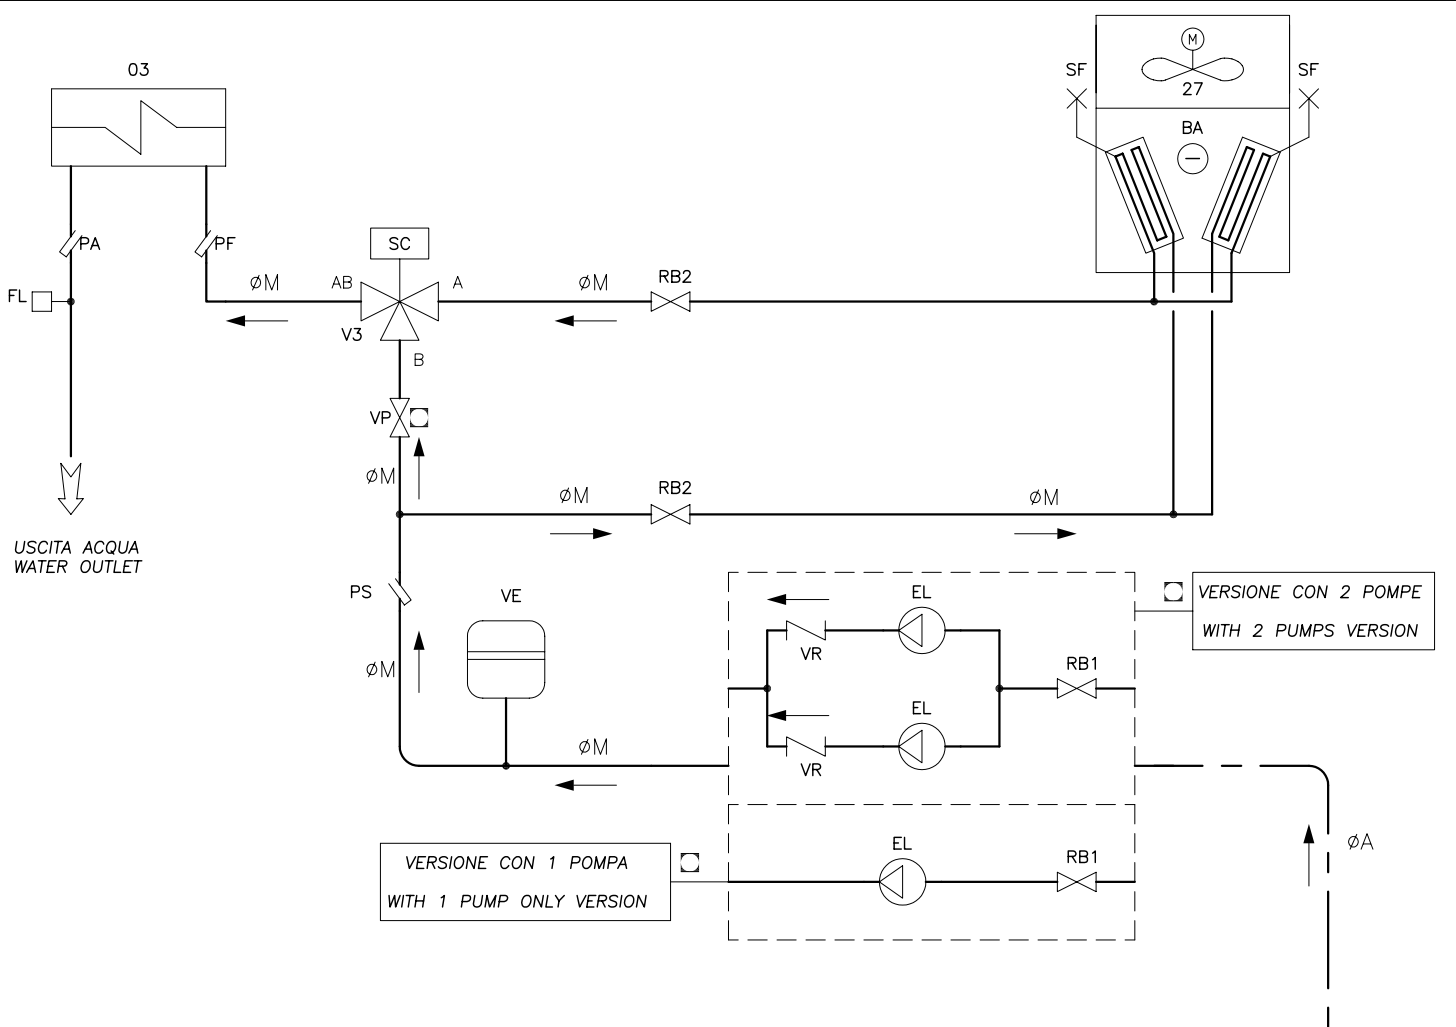 03
M
SF
SF
27
BA
PA
PF
SC
FL
AB
A
øM
øM
RB2
V3
B
VP
øM
øM
RB2
øM
USCITA ACQUA
WATER OUTLET
PS
VE
EL
VERSIONE CON 2 POMPE
WITH 2 PUMPS VERSION
VR
RB1
øM
EL
øM
VR
EL
RB1
øA
VERSIONE CON 1 POMPA
WITH 1 PUMP ONLY VERSION